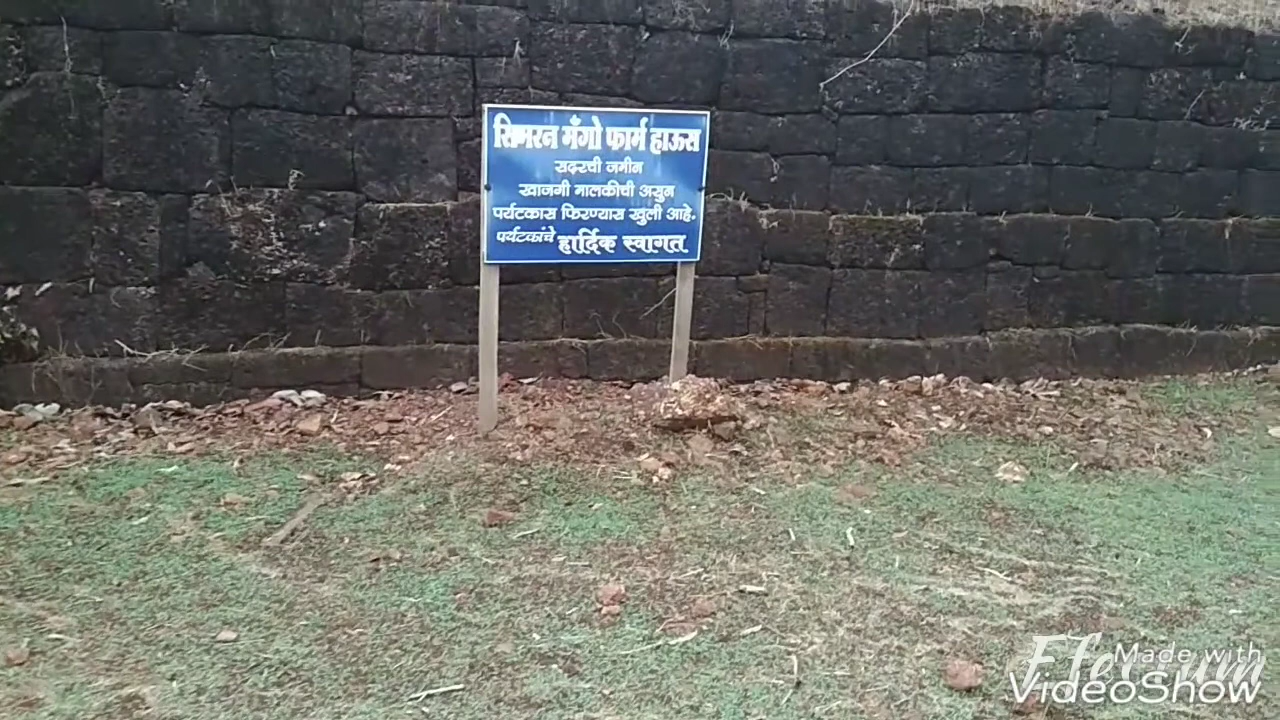 सिमरन मँगो फार्म हाऊस
सदरची जमीन
खाजगी मालकीची असुन
पर्यटकास फिरण्यास खुली आहे.
पर्यटकांचे हार्दिक स्वागत
Made with
VideoShow